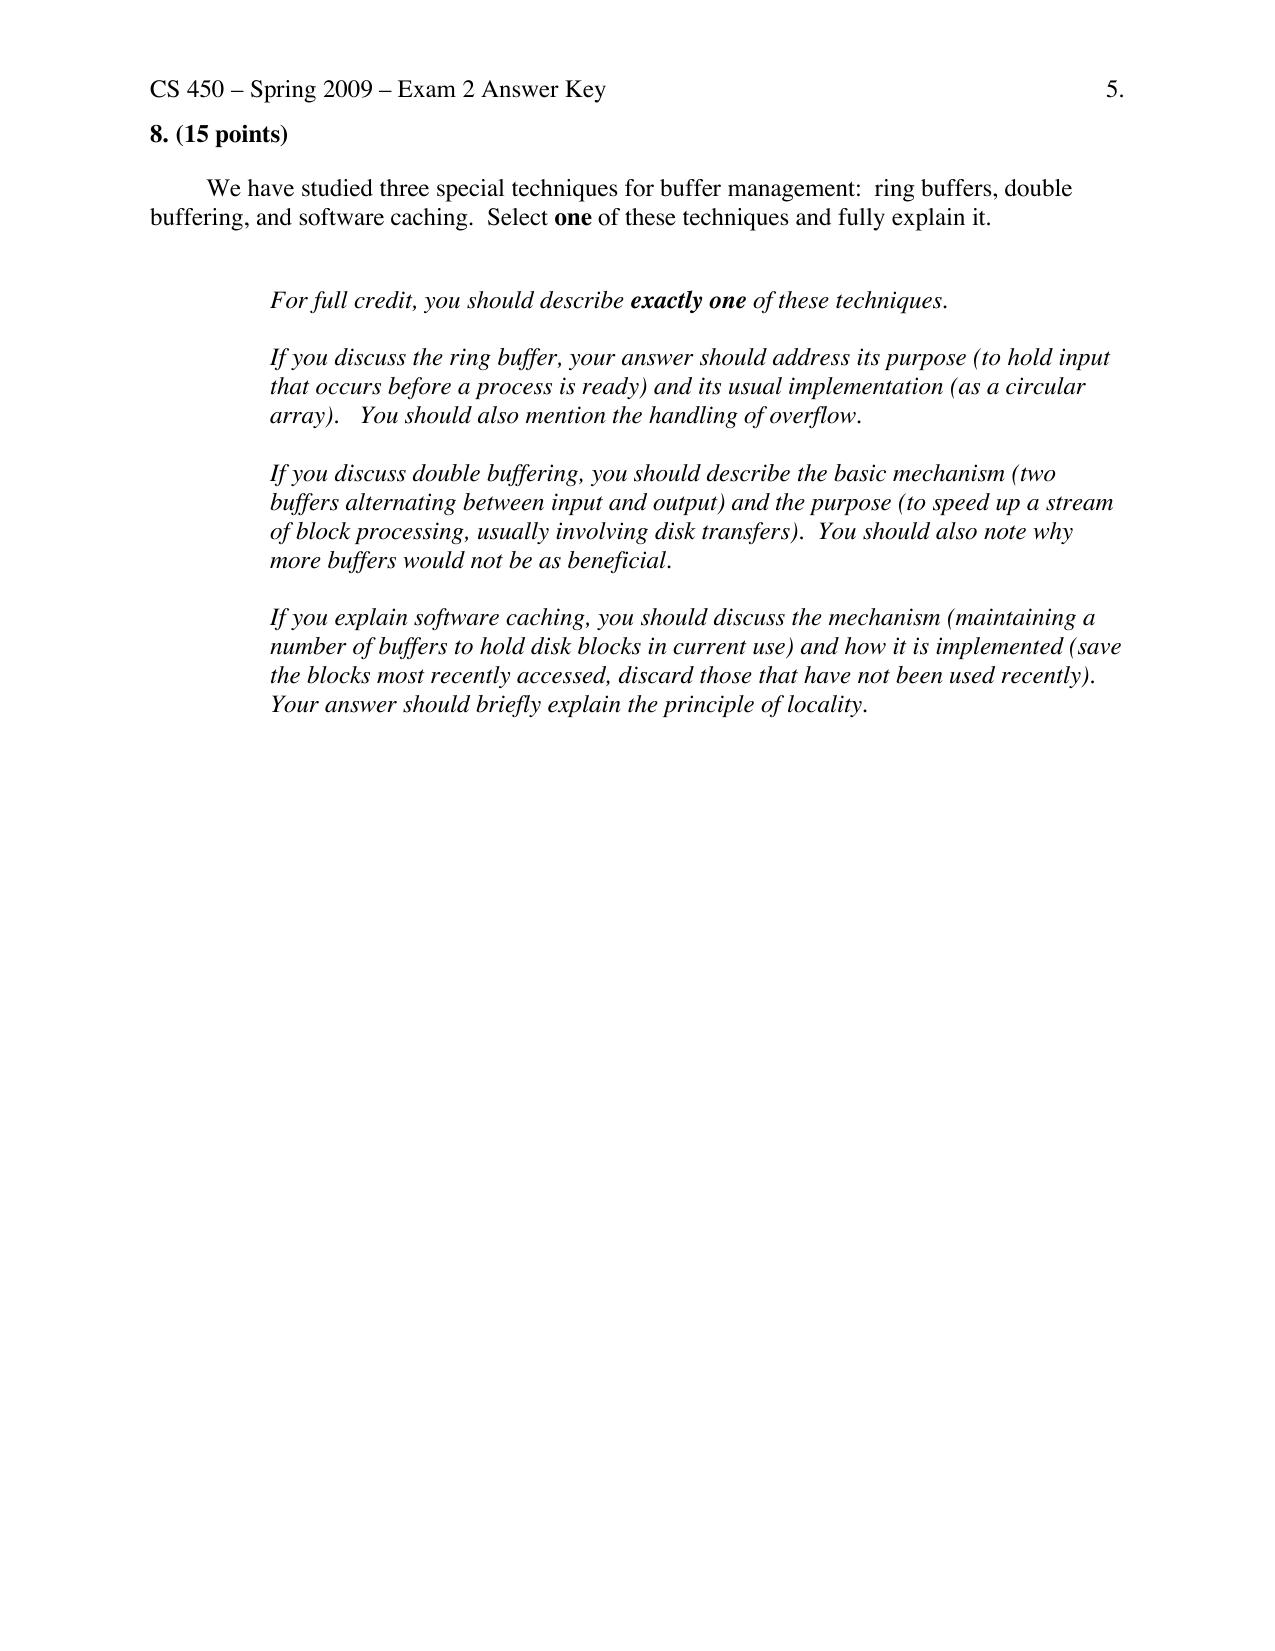 CS 450 – Spring 2009 – Exam 2 Answer Key 5.
8. (15 points)
We have studied three special techniques for buffer management:  ring buffers, double
buffering, and software caching.  Select one of these techniques and fully explain it.
For full credit, you should describe exactly one of these techniques.
If you discuss the ring buffer, your answer should address its purpose (to hold input
that occurs before a process is ready) and its usual implementation (as a circular
array).   You should also mention the handling of overflow.
If you discuss double buffering, you should describe the basic mechanism (two
buffers alternating between input and output) and the purpose (to speed up a stream
of block processing, usually involving disk transfers).  You should also note why
more buffers would not be as beneficial.
If you explain software caching, you should discuss the mechanism (maintaining a
number of buffers to hold disk blocks in current use) and how it is implemented (save
the blocks most recently accessed, discard those that have not been used recently).
Your answer should briefly explain the principle of locality.